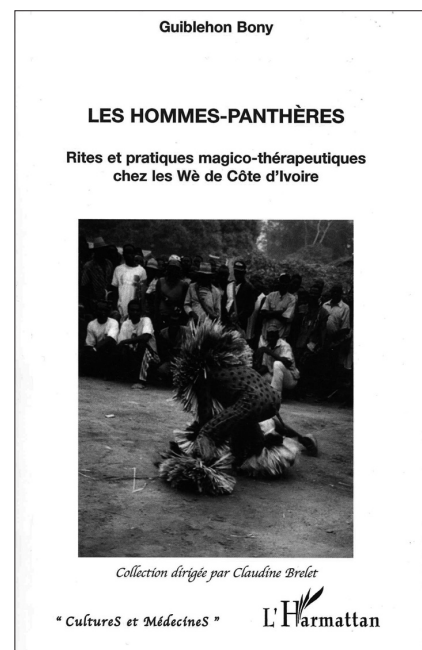 Guiblehon Bony
LES HOMMES-PANTHÈRES
Rites et pratiques magico-thérapeutiques
chez les Wè de Côte d'Ivoire
Collection dirigée par Claudine Brelet
" CultureS et MédecineS "
L'Harmattan